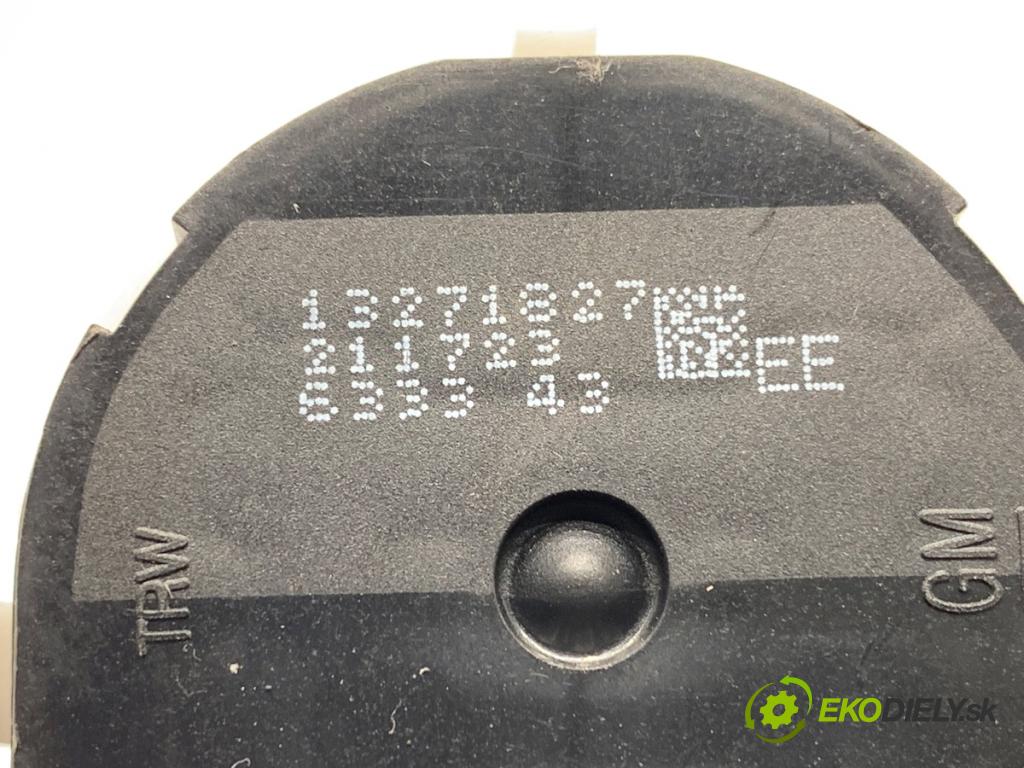 13271827
211723
6333 43
EE
TRW
GM
EKODIELY.sk